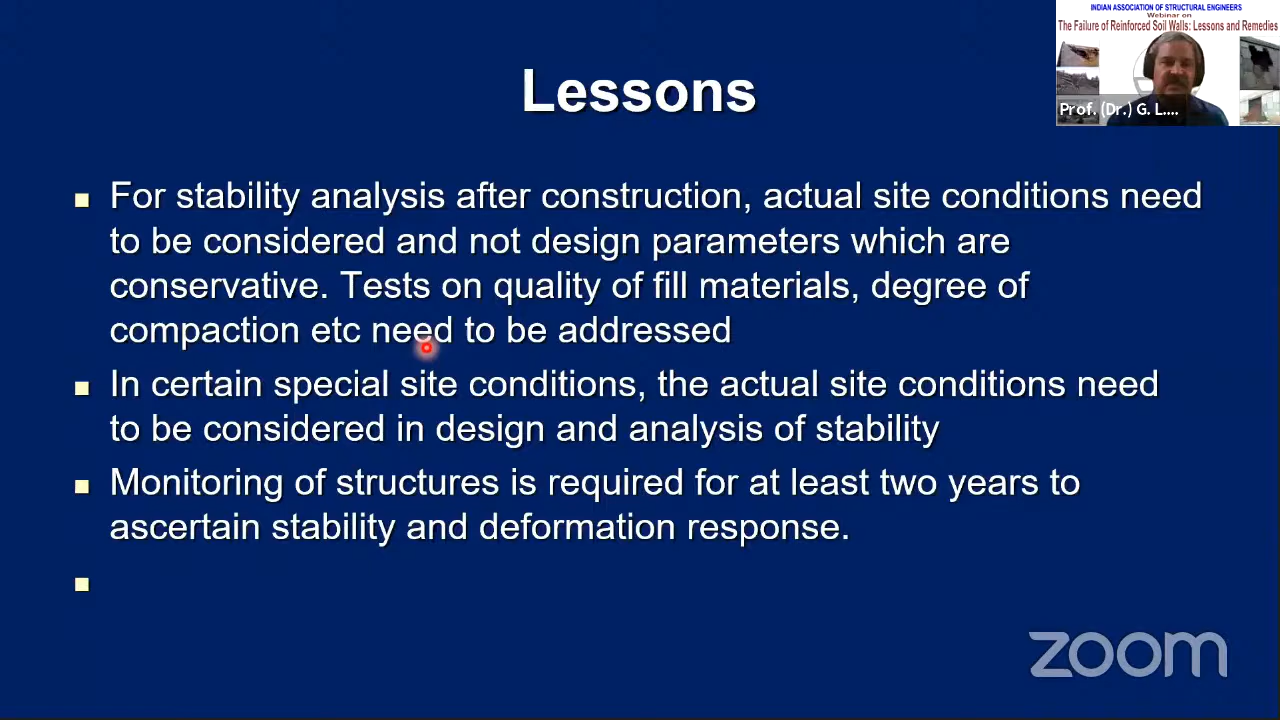 INDIAN ASSOCIATION OF STRUCTURAL ENGINEERS
Webinar on
The Failure of Reinforced Soil Walls: Lessons and Remedies
Prof. (Dr.) G. L....
Lessons
For stability analysis after construction, actual site conditions need
to be considered and not design parameters which are
conservative. Tests on quality of fill materials, degree of
compaction etc need to be addressed
In certain special site conditions, the actual site conditions need
to be considered in design and analysis of stability
Monitoring of structures is required for at least two years to
ascertain stability and deformation response.
zoom